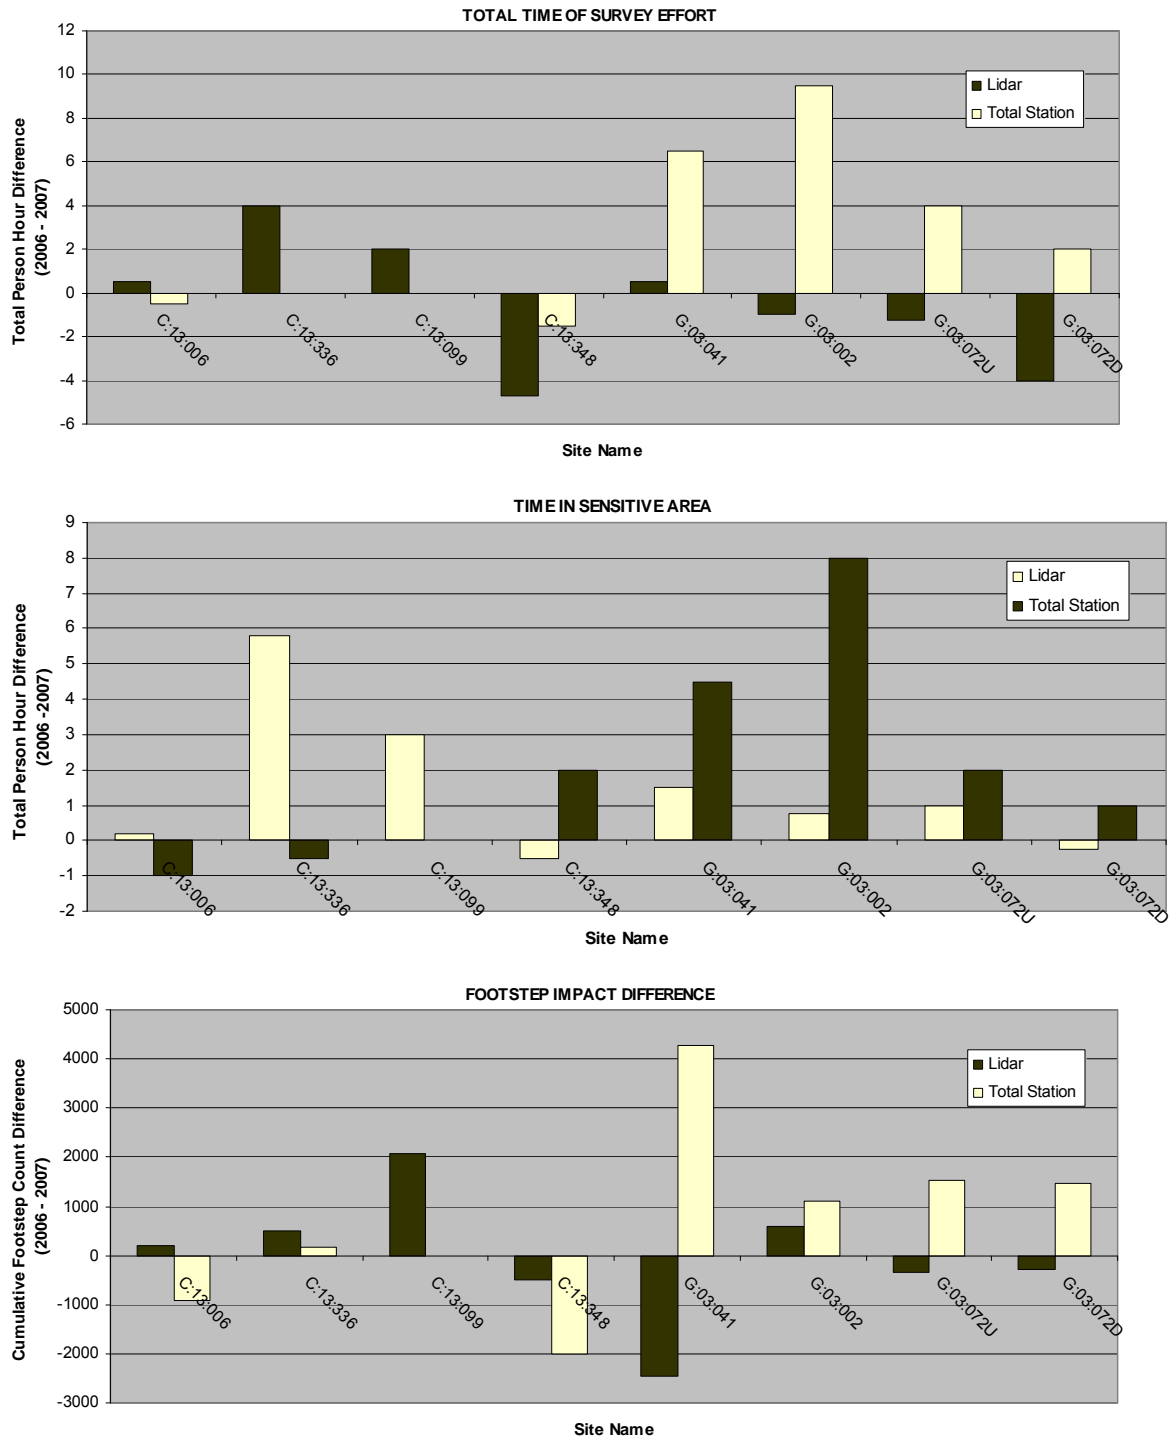 TOTAL TIME OF SURVEY EFFORT
12
10
8
6
4
2
0
-2
-4
-6
Total Person Hour Difference
(2006 - 2007)
Lidar
Total Station
C:13:006
C:13:336
C:13:099
C:13:348
G:03:041
G:03:002
G:03:072U
G:03:072D
Site Name
TIME IN SENSITIVE AREA
9
8
7
6
5
4
3
2
1
0
-1
-2
Total Person Hour Difference
(2006 -2007)
Lidar
Total Station
C:13:006
C:13:336
C:13:099
C:13:348
G:03:041
G:03:002
G:03:072U
G:03:072D
Site Name
FOOTSTEP IMPACT DIFFERENCE
5000
4000
3000
2000
1000
0
-1000
-2000
-3000
Cumulative Footstep Count Difference
(2006 - 2007)
Lidar
Total Station
C:13:006
C:13:336
C:13:099
C:13:348
G:03:041
G:03:002
G:03:072U
G:03:072D
Site Name